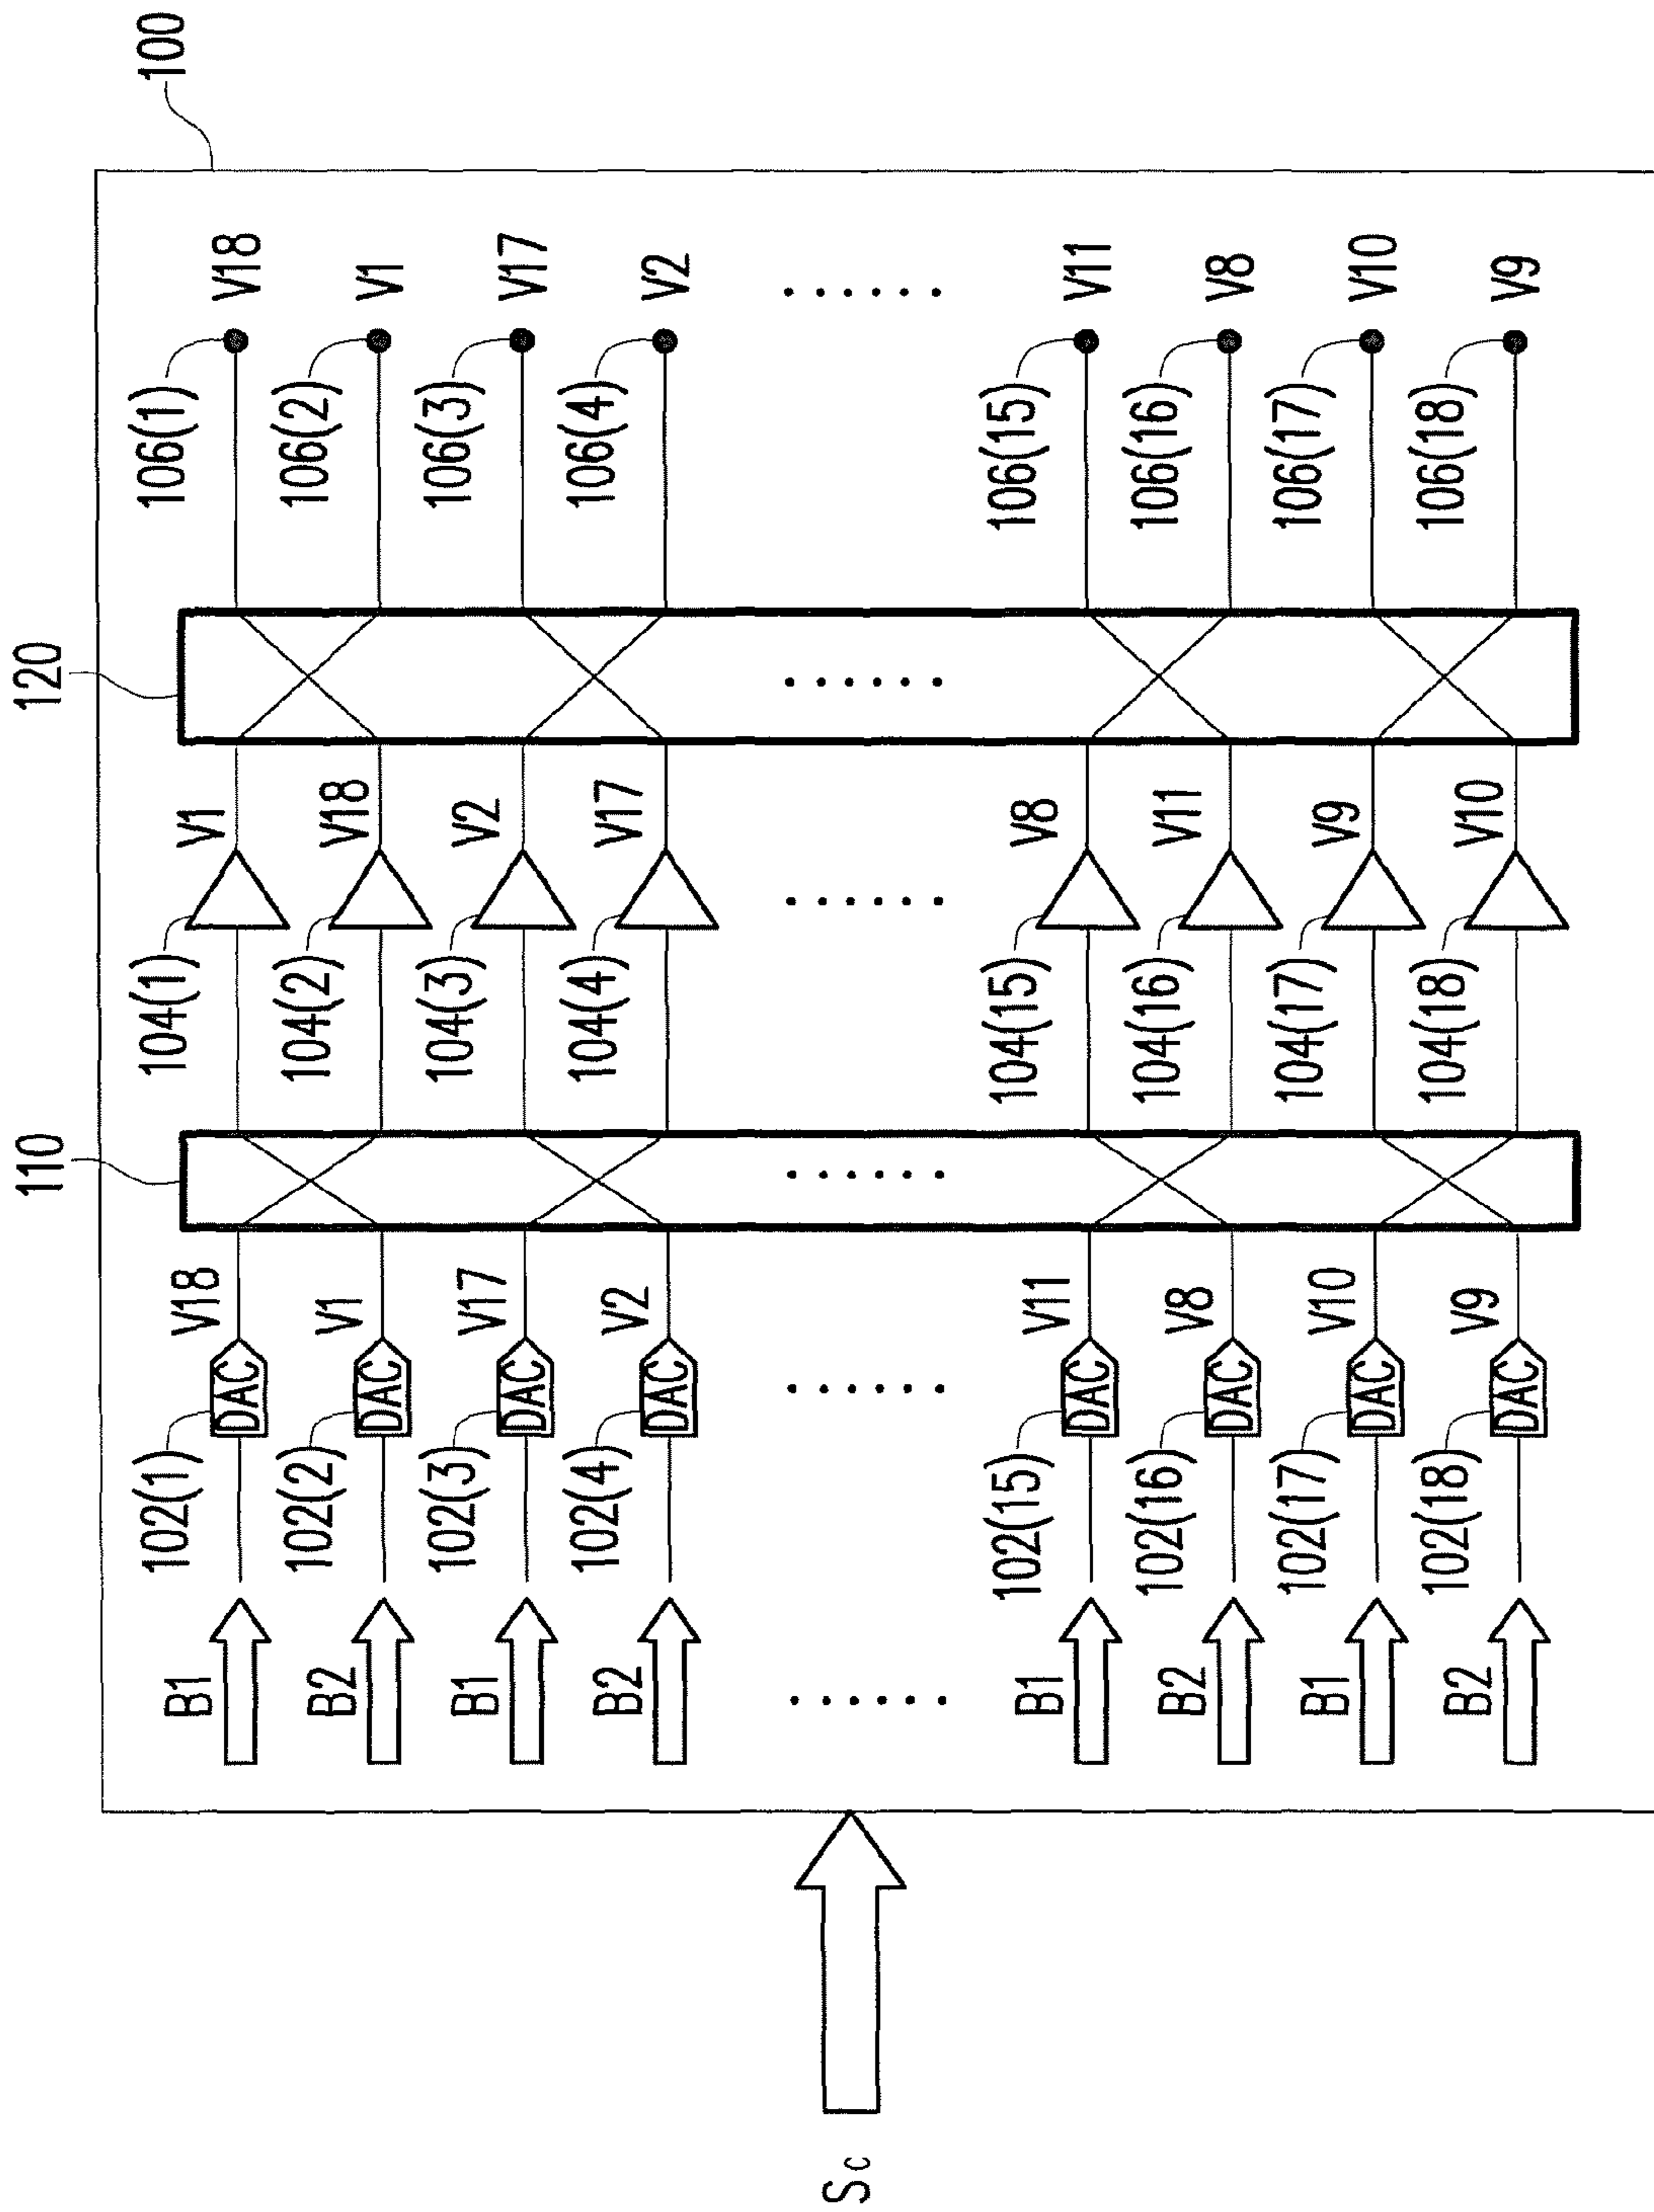 100
120
110
V18
V1
V17
V2
......
V11
V8
V10
V9
106(1)
106(2)
106(3)
106(4)
106(15)
106(16)
106(17)
106(18)
......
V1
V18
V2
V17
......
V8
V11
V9
V10
104(1)
104(2)
104(3)
104(4)
104(15)
104(16)
104(17)
104(18)
......
V18
V1
V17
V2
V11
V8
V10
V9
DAC
DAC
DAC
DAC
......
DAC
DAC
DAC
DAC
102(1)
102(2)
102(3)
102(4)
102(15)
102(16)
102(17)
102(18)
B1
B2
B1
B2
......
B1
B2
B1
B2
Sc